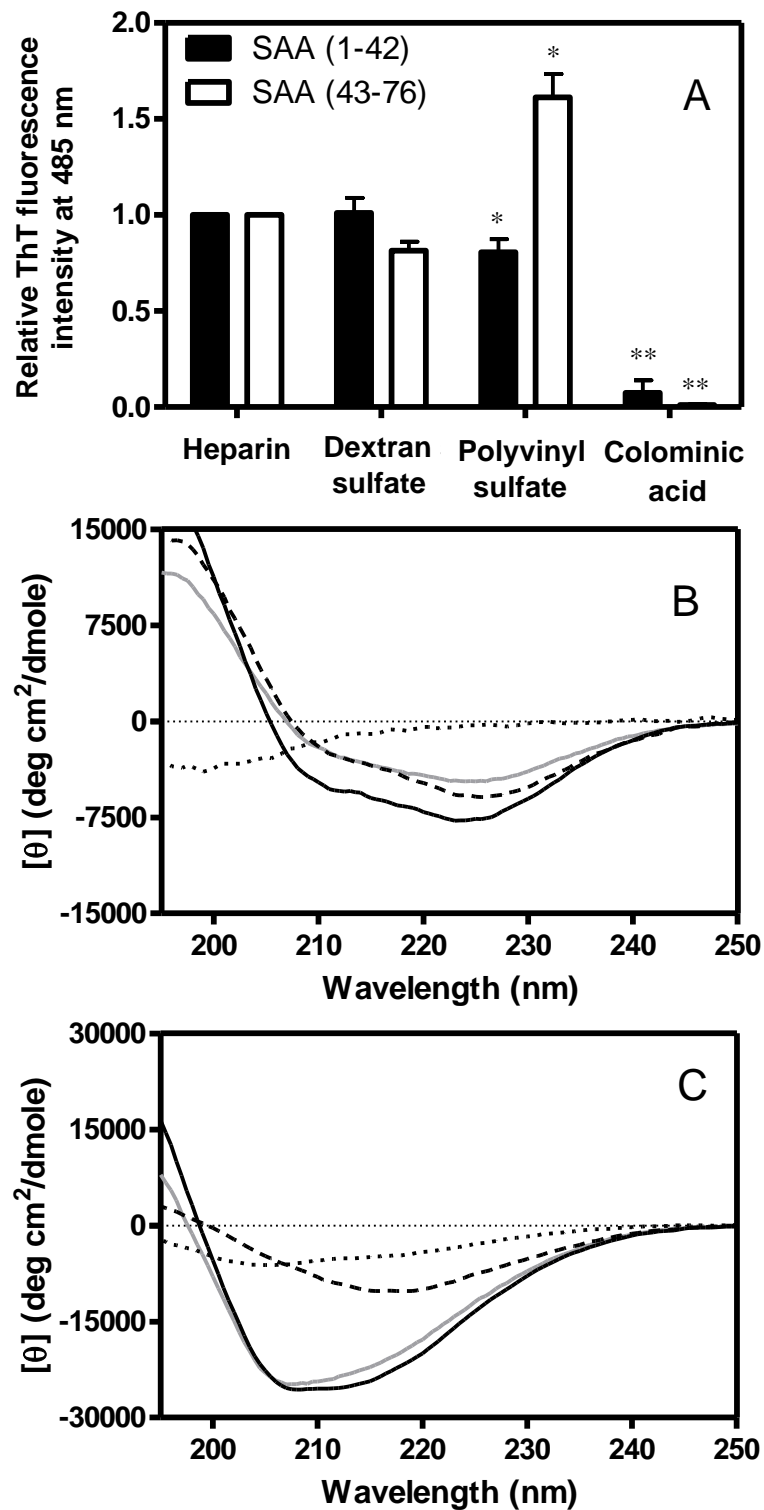 2.0
1.5
1.0
0.5
0.0
Relative ThT fluorescence
intensity at 485 nm
SAA (1-42)
SAA (43-76)
A
*
*
**
**
Heparin
Dextran
sulfate
Polyvinyl
sulfate
Colominic
acid
15000
7500
0
-7500
-15000
[θ] (deg cm²/dmole)
B
200 210 220 230 240 250
Wavelength (nm)
30000
15000
0
-15000
-30000
[θ] (deg cm²/dmole)
C
200 210 220 230 240 250
Wavelength (nm)